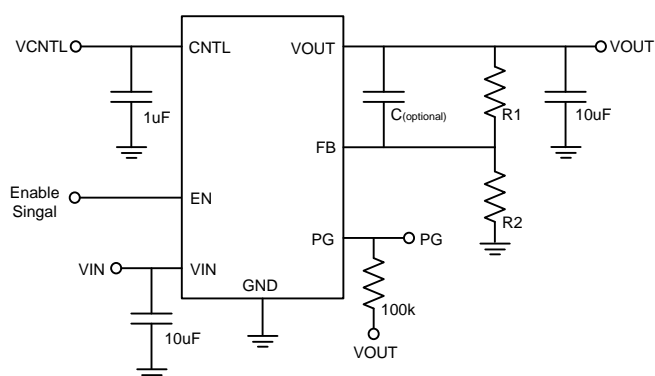 VCNTL
CNTL
VOUT
VOUT
1uF
C(optional)
R1
10uF
FB
Enable
Singal
EN
R2
PG
PG
VIN
VIN
GND
100k
10uF
VOUT